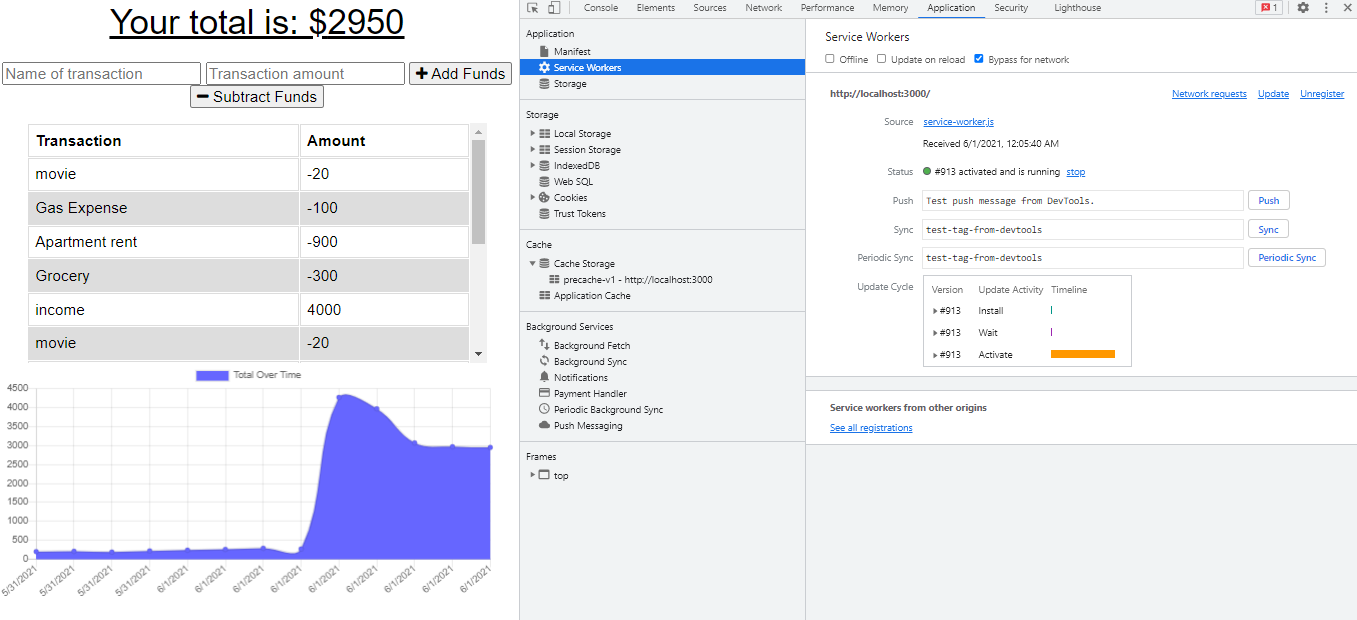 Your total is: $2950
Name of transaction Transaction amount Add Funds
Subtract Funds
Transaction Amount
movie -20
Gas Expense -100
Apartment rent -900
Grocery -300
income 4000
movie -20
Total Over Time
4500
4000
3500
3000
2500
2000
1500
1000
500
0
5/31/2021 5/31/2021 5/31/2021 5/31/2021 6/1/2021 6/1/2021 6/1/2021 6/1/2021 6/1/2021 6/1/2021 6/1/2021 6/1/2021 6/1/2021
Console Elements Sources Network Performance Memory Application Security Lighthouse 1
Application
Manifest
Service Workers
Storage
Storage
Local Storage
Session Storage
IndexedDB
Web SQL
Cookies
Trust Tokens
Cache
Cache Storage
precache-v1 - http://localhost:3000
Application Cache
Background Services
Background Fetch
Background Sync
Notifications
Payment Handler
Periodic Background Sync
Push Messaging
Frames
top
Service Workers
Offline Update on reload Bypass for network
http://localhost:3000/ Network requests Update Unregister
Source service-worker.js
Received 6/1/2021, 12:05:40 AM
Status #913 activated and is running stop
Push Test push message from DevTools. Push
Sync test-tag-from-devtools Sync
Periodic Sync test-tag-from-devtools Periodic Sync
Update Cycle Version Update Activity Timeline
#913 Install
#913 Wait
#913 Activate
Service workers from other origins
See all registrations